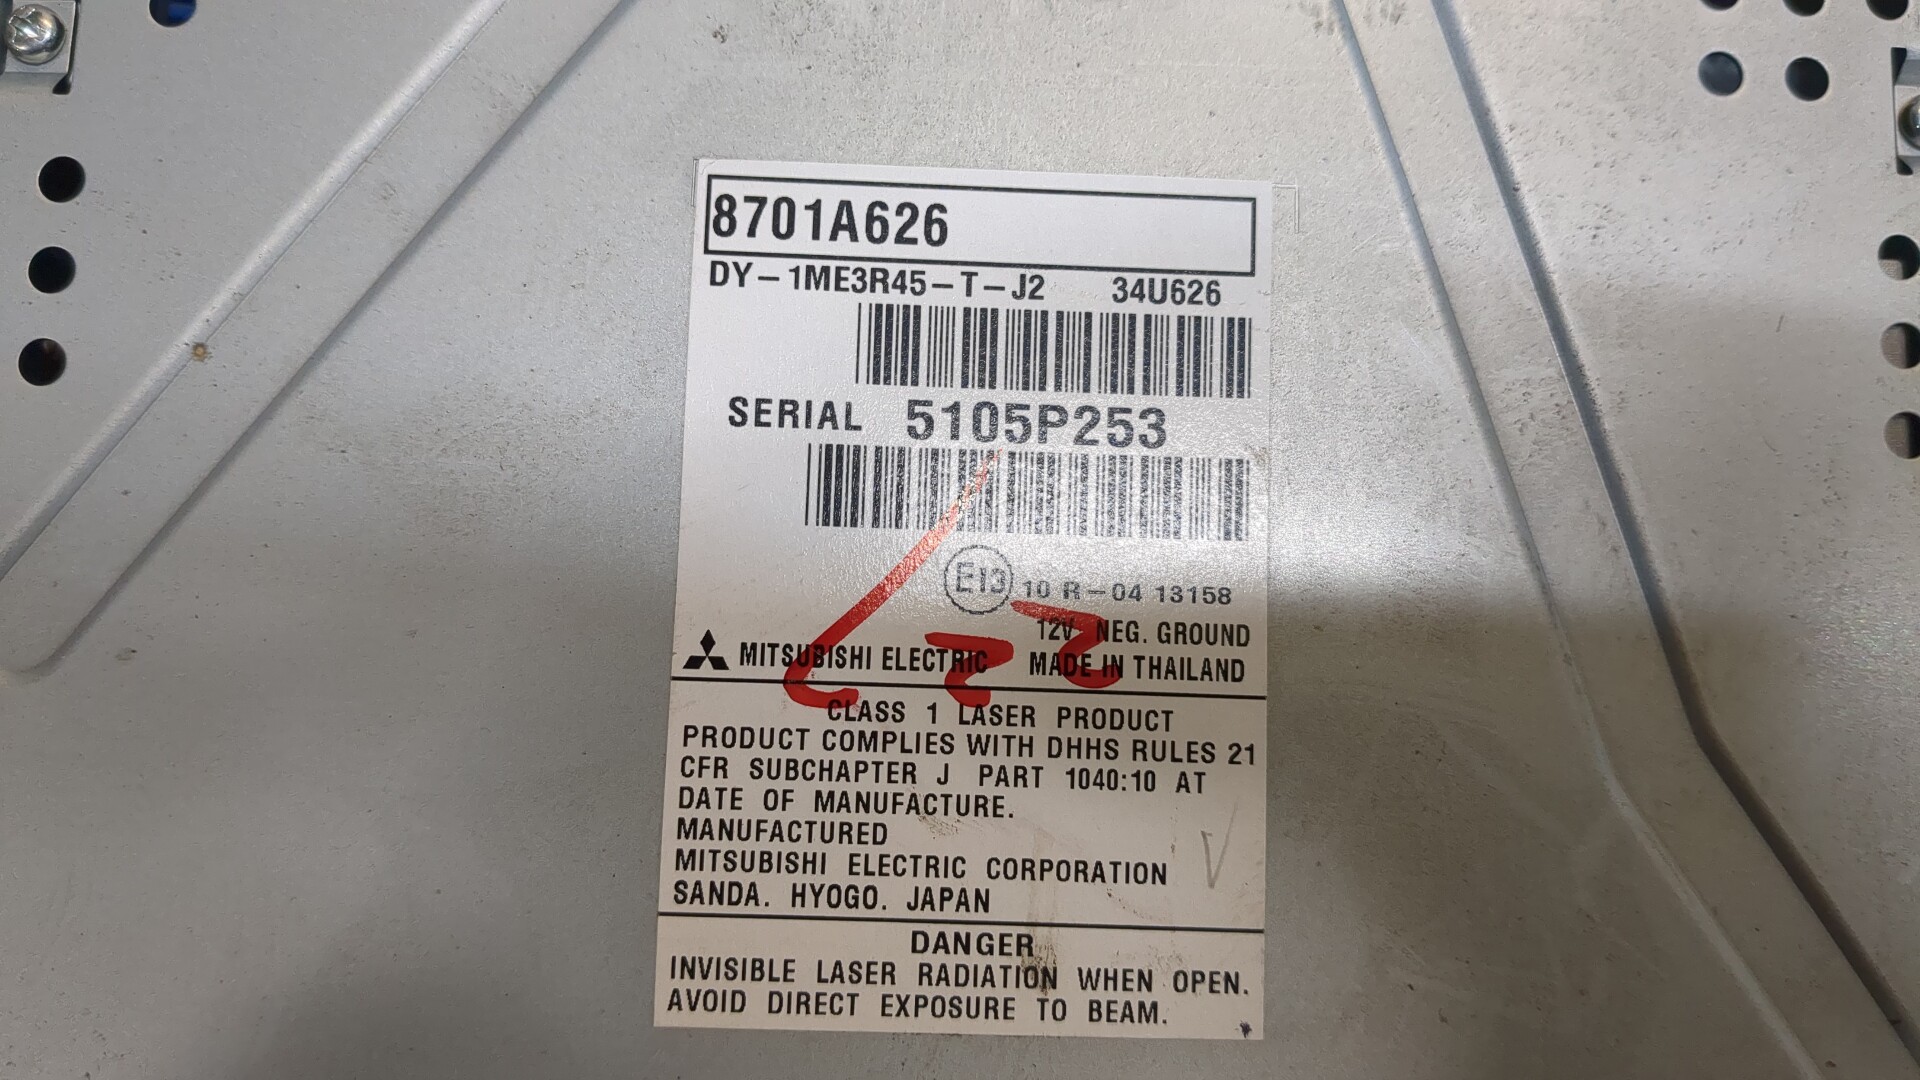 8701A626
DY-1ME3R45-T-J2 34U626
SERIAL 5105P253
E13 10 R-04 13158
12V NEG. GROUND
MITSUBISHI ELECTRIC MADE IN THAILAND
CLASS 1 LASER PRODUCT
PRODUCT COMPLIES WITH DHHS RULES 21
CFR SUBCHAPTER J PART 1040:10 AT
DATE OF MANUFACTURE.
MANUFACTURED
MITSUBISHI ELECTRIC CORPORATION
SANDA. HYOGO. JAPAN
DANGER
INVISIBLE LASER RADIATION WHEN OPEN.
AVOID DIRECT EXPOSURE TO BEAM.